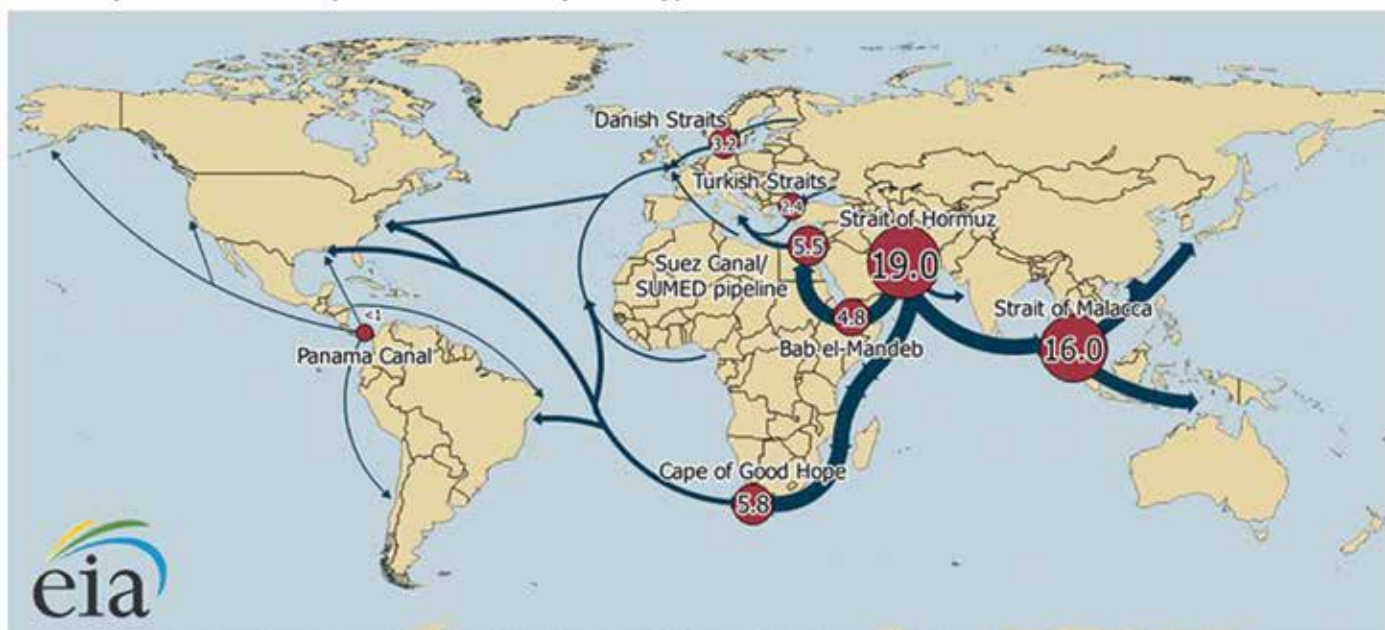 Danish Straits
3.2
Turkish Straits
2.4
Strait of Hormuz
5.5
19.0
Suez Canal/
SUMED pipeline
Strait of Malacca
<1
4.8
Panama Canal
Bab el-Mandeb
16.0
Cape of Good Hope
5.8
eia